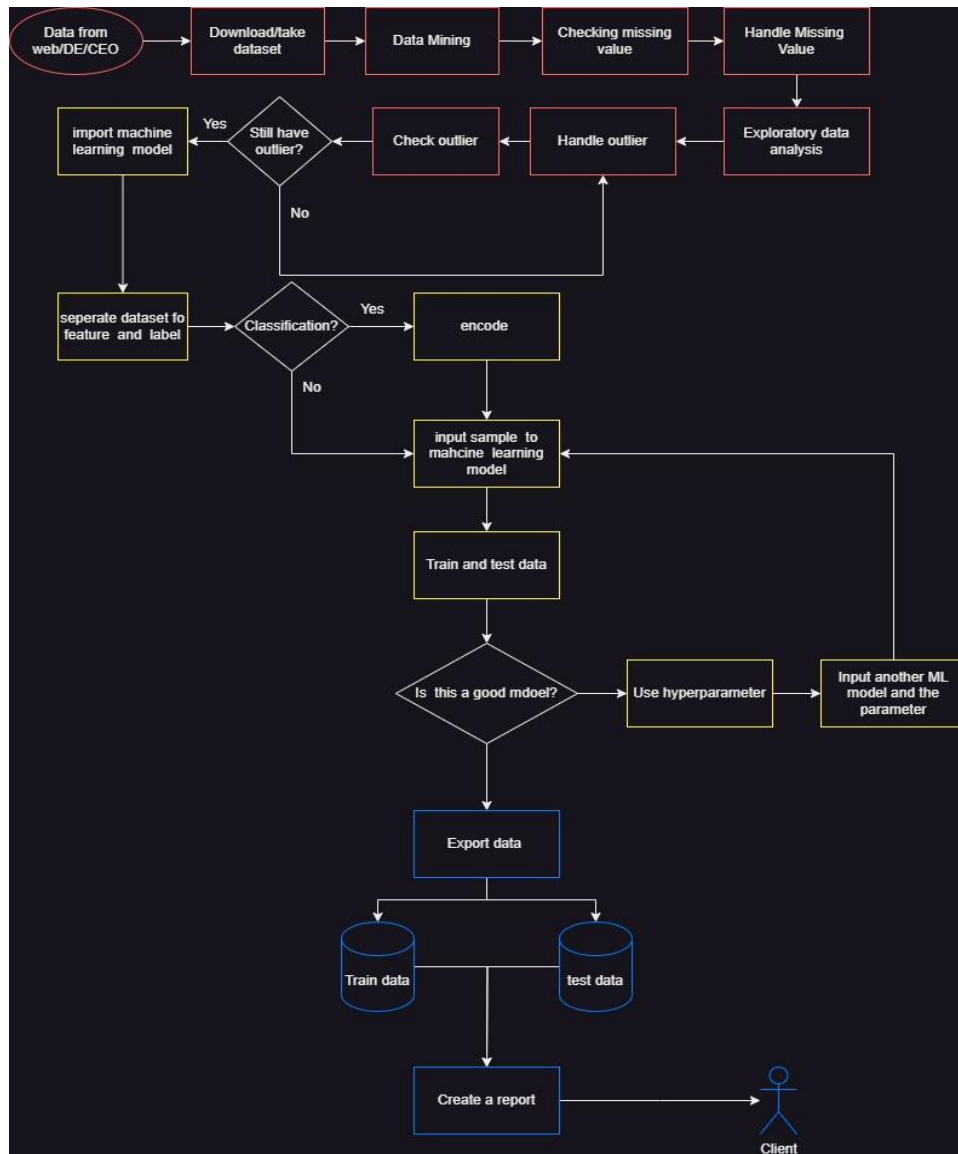 Data from
web/DE/CEO
Download/take
dataset
Data Mining
Checking missing
value
Handle Missing
Value
import machine
learning model
Yes
Still have
outlier?
Check outlier
Handle outlier
Exploratory data
analysis
No
seperate dataset fo
feature and label
Classification?
Yes
encode
No
input sample to
mahcine learning
model
Train and test data
Is this a good mdoel?
Use hyperparameter
Input another ML
model and the
parameter
Export data
Train data
test data
Create a report
Client